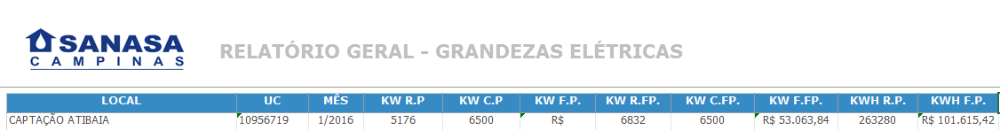 SANASA
CAMPINAS
RELATÓRIO GERAL - GRANDEZAS ELÉTRICAS
LOCAL UC MÊS KW R.P KW C.P KW F.P. KW R.FP. KW C.FP. KW F.FP. KWH R.P. KWH F.P.
CAPTAÇÃO ATIBAIA 10956719 1/2016 5176 6500 R$ 6832 6500 R$ 53.063,84 263280 R$ 101.615,42